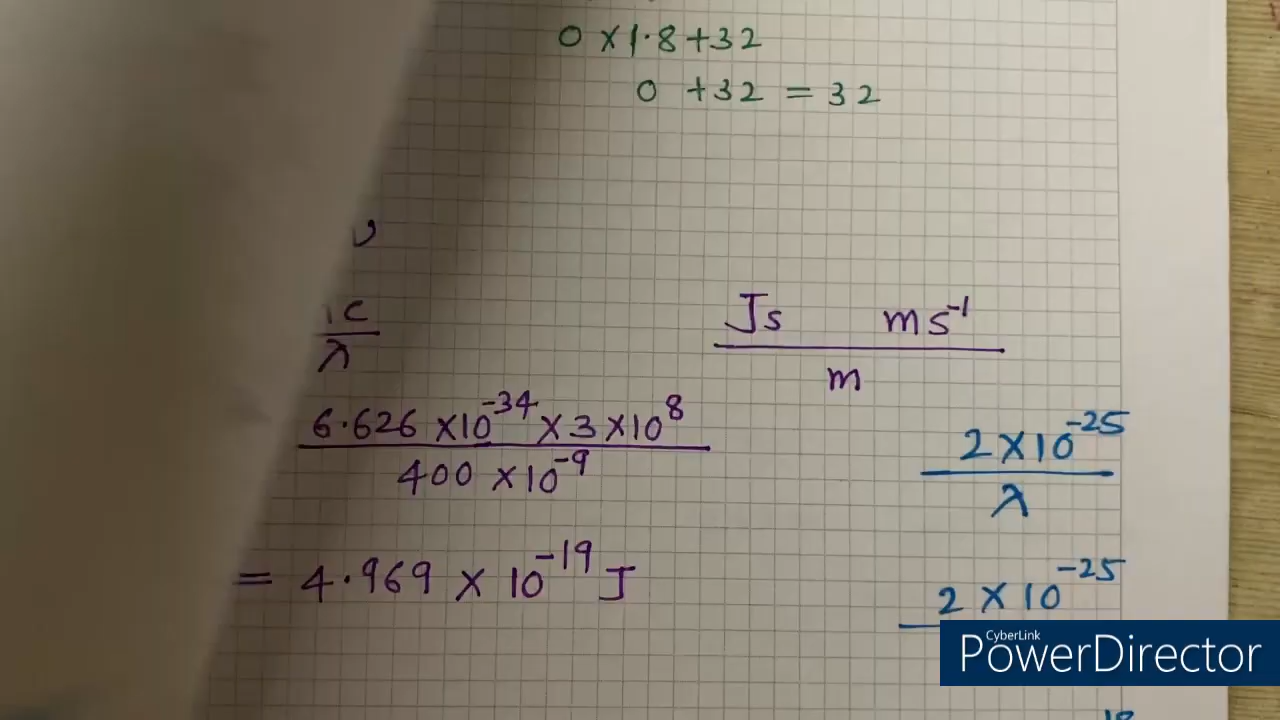 0 × 1.8 + 32
0 + 32 = 32
ν
hc
λ
Js ms⁻¹
m
6.626 ×10⁻³⁴ × 3 ×10⁸
400 ×10⁻⁹
2 × 10⁻²⁵
λ
= 4.969 × 10⁻¹⁹ J
2 × 10⁻²⁵
CyberLink
PowerDirector